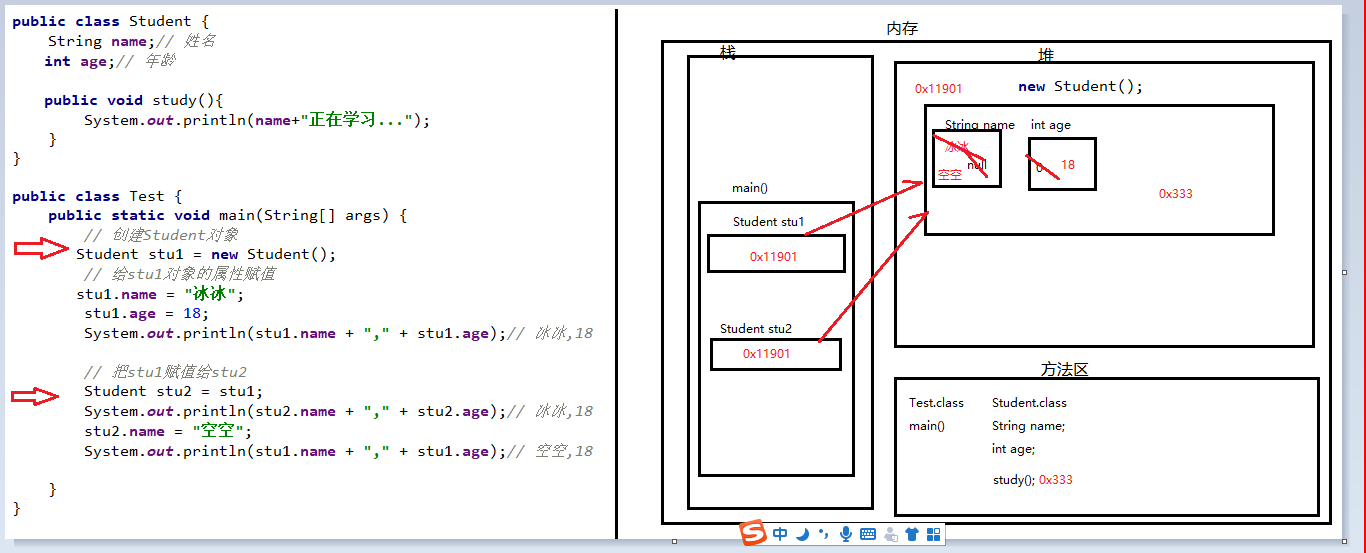 public class Student {
String name;// 姓名
int age;// 年龄
public void study(){
System.out.println(name+"正在学习...");
}
}
public class Test {
public static void main(String[] args) {
// 创建Student对象
Student stu1 = new Student();
// 给stu1对象的属性赋值
stu1.name = "冰冰";
stu1.age = 18;
System.out.println(stu1.name + "," + stu1.age);// 冰冰,18
// 把stu1赋值给stu2
Student stu2 = stu1;
System.out.println(stu2.name + "," + stu2.age);// 冰冰,18
stu2.name = "空空";
System.out.println(stu1.name + "," + stu1.age);// 空空,18
}
}
内存
栈
main()
Student stu1
0x11901
Student stu2
0x11901
堆
0x11901
new Student();
String name
int age
冰冰
null
空空
0
18
0x333
方法区
Test.class
Student.class
main()
String name;
int age;
study(); 0x333
S
中